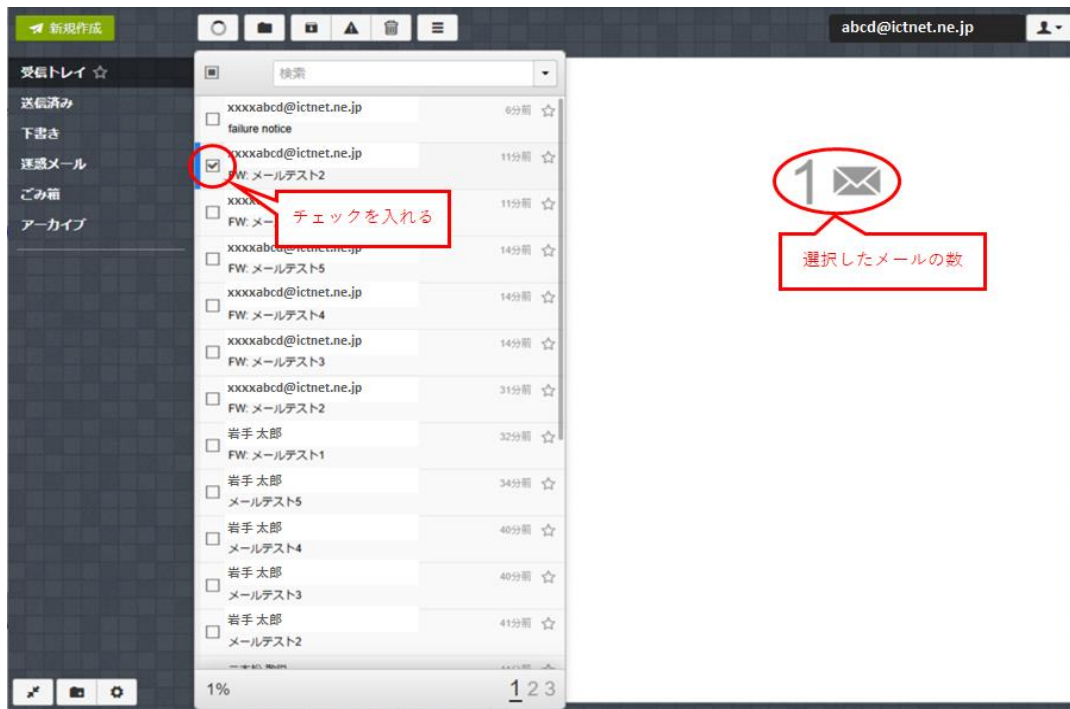 新規作成
abcd@ictnet.ne.jp
受信トレイ
送信済み
下書き
迷惑メール
ごみ箱
アーカイブ
検索
xxxxabcd@ictnet.ne.jp 6分前
failure notice
xxxxabcd@ictnet.ne.jp 11分前
FW: メールテスト2
チェックを入れる
xxxx 11分前
FW: メー
xxxxabcd@ictnet.ne.jp 14分前
FW: メールテスト5
xxxxabcd@ictnet.ne.jp 14分前
FW: メールテスト4
xxxxabcd@ictnet.ne.jp 14分前
FW: メールテスト3
xxxxabcd@ictnet.ne.jp 31分前
FW: メールテスト2
岩手 太郎 32分前
FW: メールテスト1
岩手 太郎 34分前
メールテスト5
岩手 太郎 40分前
メールテスト4
岩手 太郎 40分前
メールテスト3
岩手 太郎 41分前
メールテスト2
1%
1 2 3
1
選択したメールの数